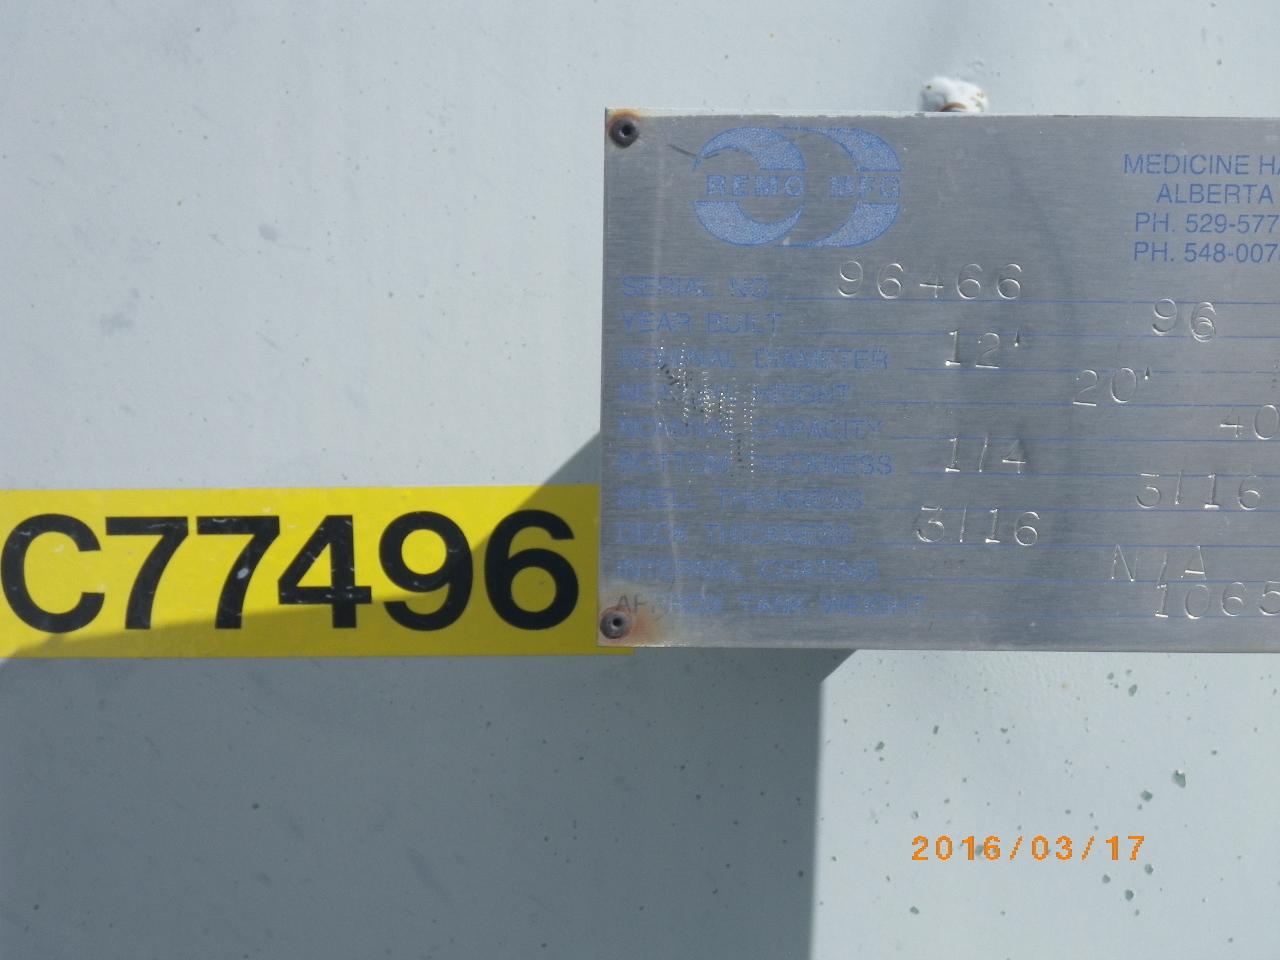 REMO MFG
MEDICINE HA
ALBERTA
PH. 529-577
PH. 548-007
SERIAL NO. 96466
YEAR BUILT 96
NOMINAL DIAMETER 12'
NOMINAL HEIGHT 20'
NOMINAL CAPACITY 40
BOTTOM THICKNESS 1/4
SHELL THICKNESS 3/16
DECK THICKNESS 3/16
INTERNAL COATING N/A
APPROX. TANK WEIGHT 1065
C77496
2016/03/17